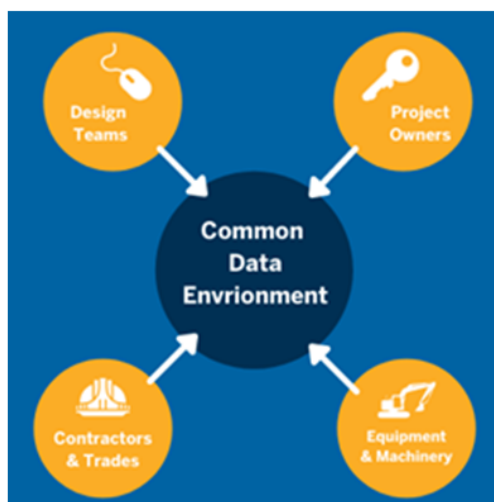 Design
Teams
Project
Owners
Common
Data
Envrionment
Contractors
& Trades
Equipment
& Machinery